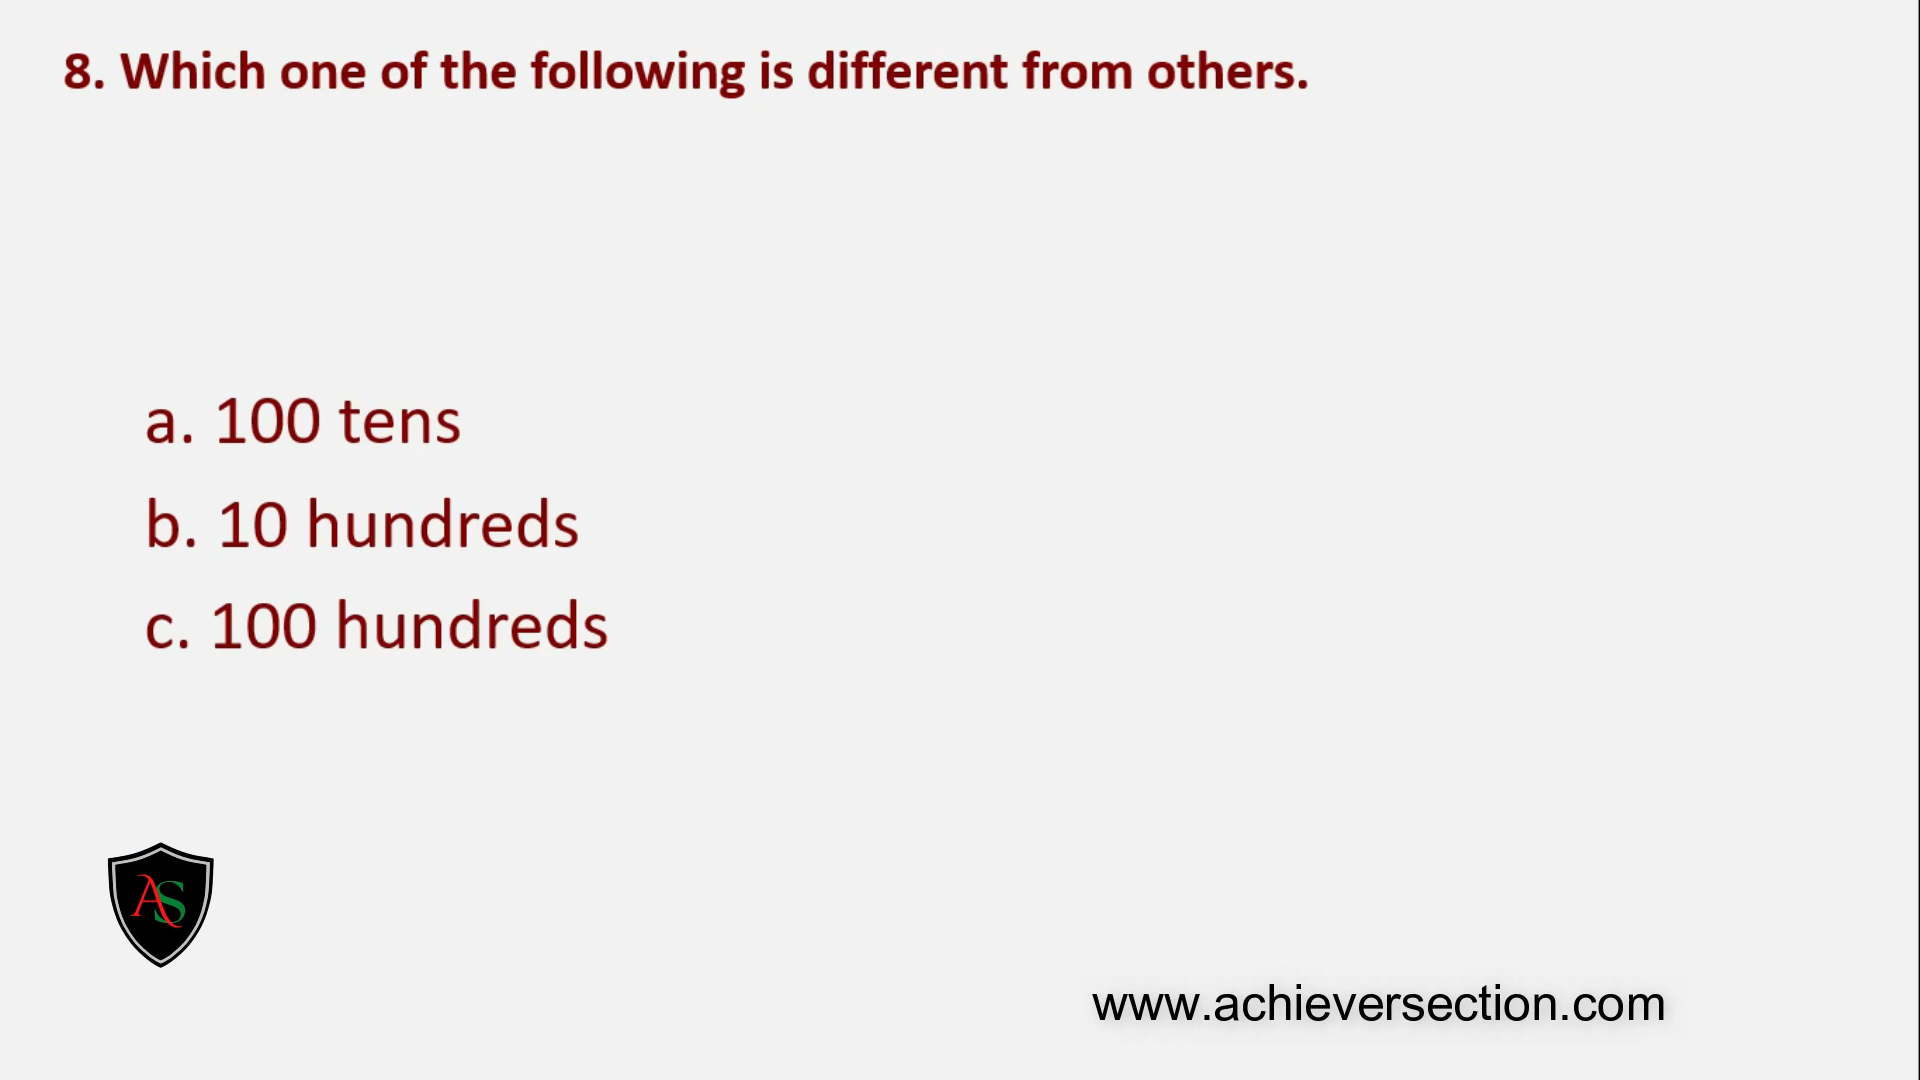 8. Which one of the following is different from others.
a. 100 tens
b. 10 hundreds
c. 100 hundreds
AS
www.achieversection.com